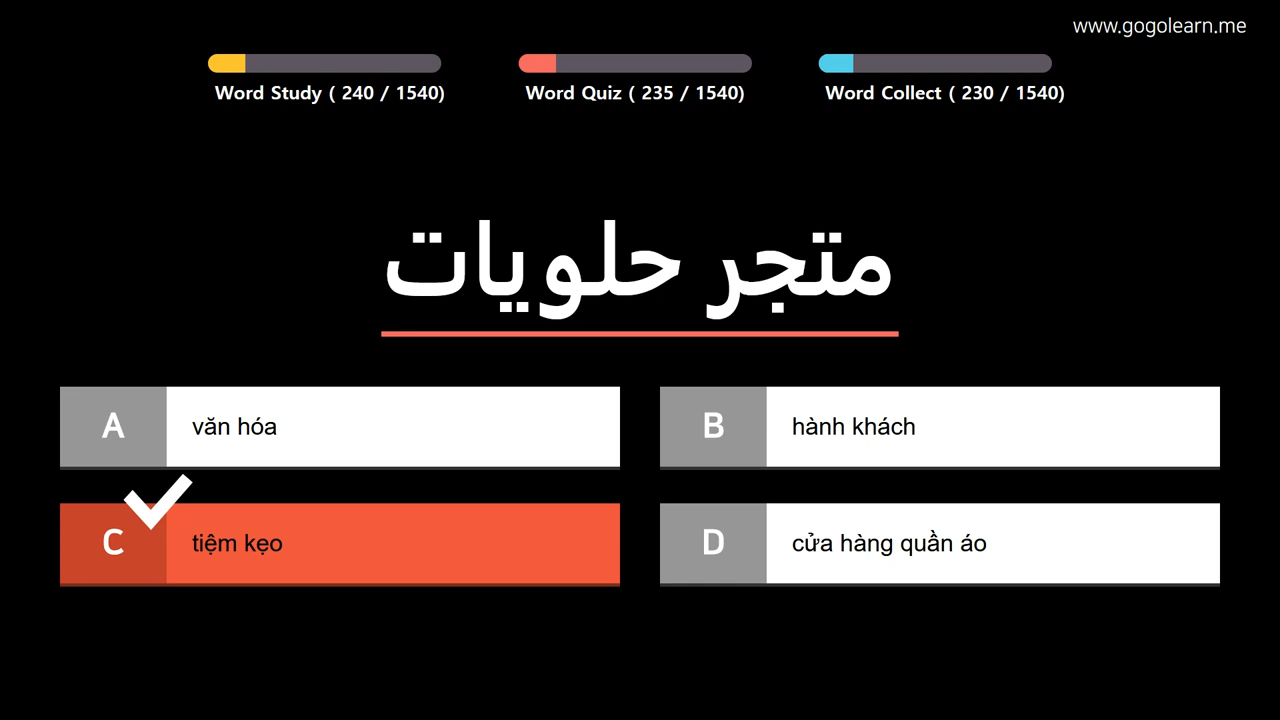 www.gogolearn.me
Word Study ( 240 / 1540)
Word Quiz ( 235 / 1540)
Word Collect ( 230 / 1540)
متجر حلويات
A
văn hóa
B
hành khách
C
tiệm kẹo
D
cửa hàng quần áo